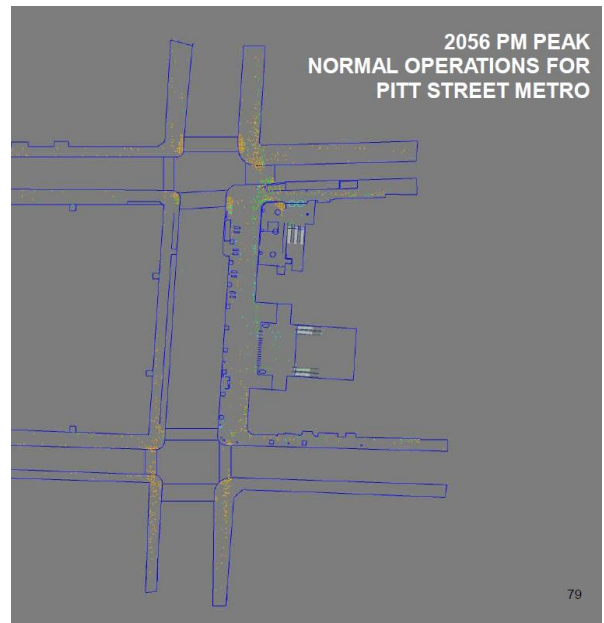 2056 PM PEAK
NORMAL OPERATIONS FOR
PITT STREET METRO
79